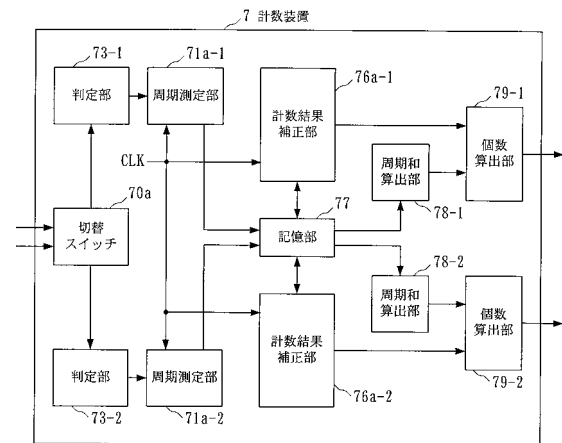 7 計数装置
73-1
71a-1
76a-1
79-1
判定部
周期測定部
計数結果
補正部
個数
算出部
CLK
周期和
算出部
70a
77
78-1
切替
スイッチ
記憶部
78-2
周期和
算出部
計数結果
補正部
個数
算出部
判定部
周期測定部
79-2
73-2
71a-2
76a-2